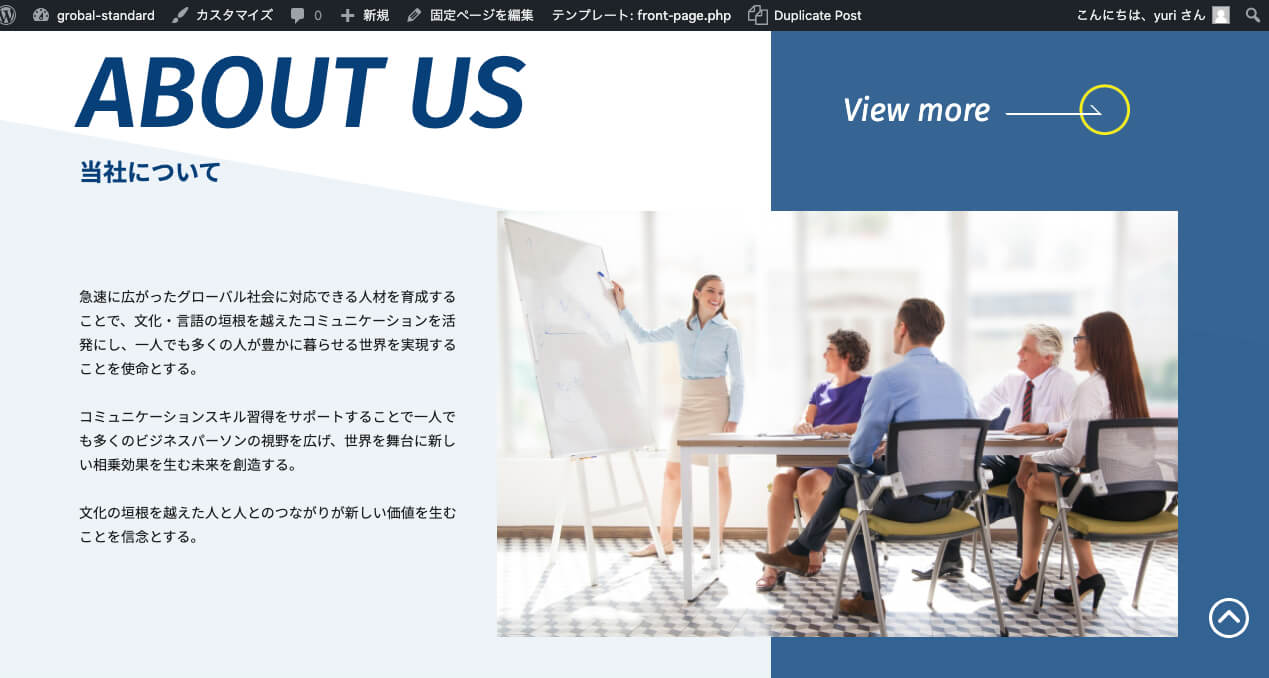 grobal-standard カスタマイズ 0 新規 固定ページを編集 テンプレート: front-page.php Duplicate Post こんにちは、yuri さん
ABOUT US
View more
当社について
急速に広がったグローバル社会に対応できる人材を育成する
ことで、文化・言語の垣根を越えたコミュニケーションを活
発にし、一人でも多くの人が豊かに暮らせる世界を実現する
ことを使命とする。
コミュニケーションスキル習得をサポートすることで一人で
も多くのビジネスパーソンの視野を広げ、世界を舞台に新し
い相乗効果を生む未来を創造する。
文化の垣根を越えた人と人とのつながりが新しい価値を生む
ことを信念とする。